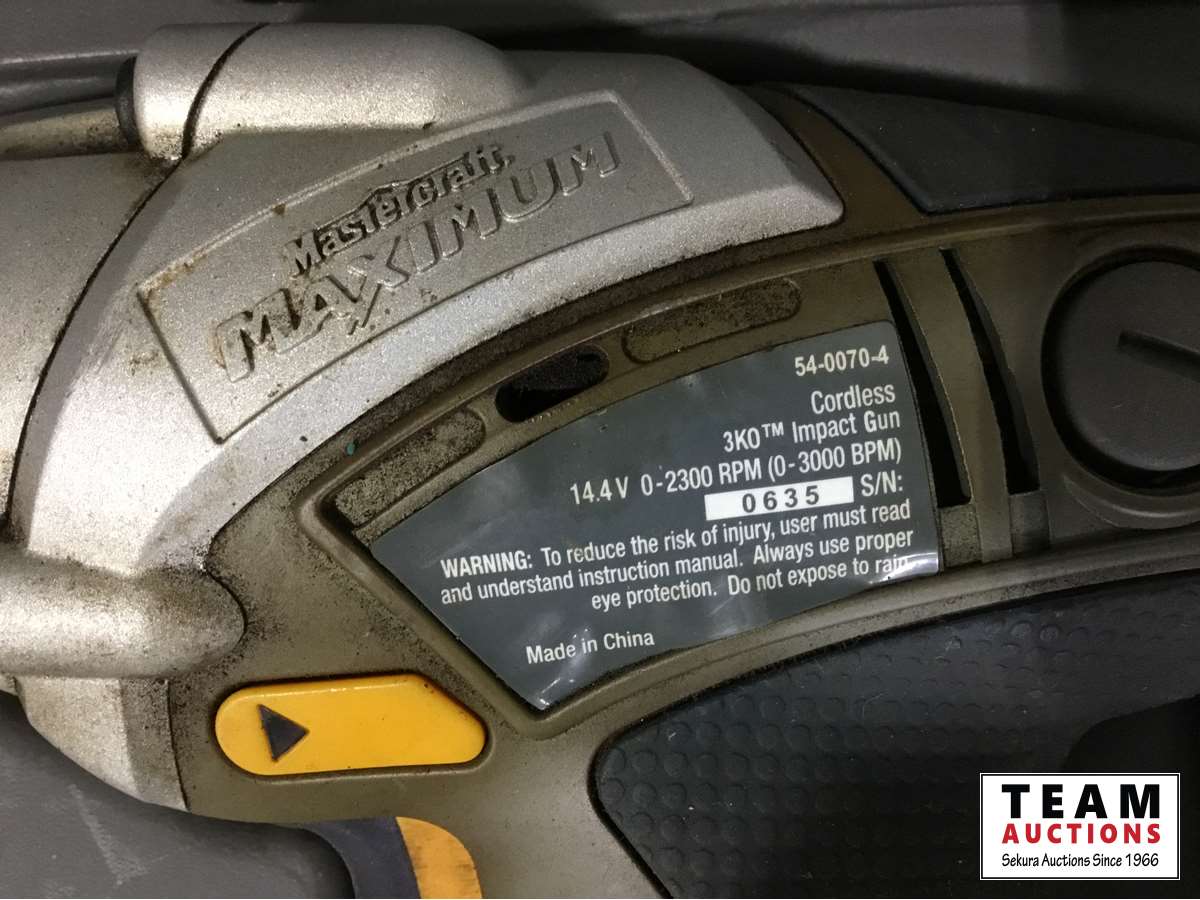 MasterCraft
MAXIMUM
54-0070-4
Cordless
3KO™ Impact Gun
14.4 V 0-2300 RPM (0-3000 BPM)
0635 S/N:
WARNING: To reduce the risk of injury, user must read
and understand instruction manual. Always use proper
eye protection. Do not expose to rain.
Made in China
TEAM
AUCTIONS
Sekura Auctions Since 1966